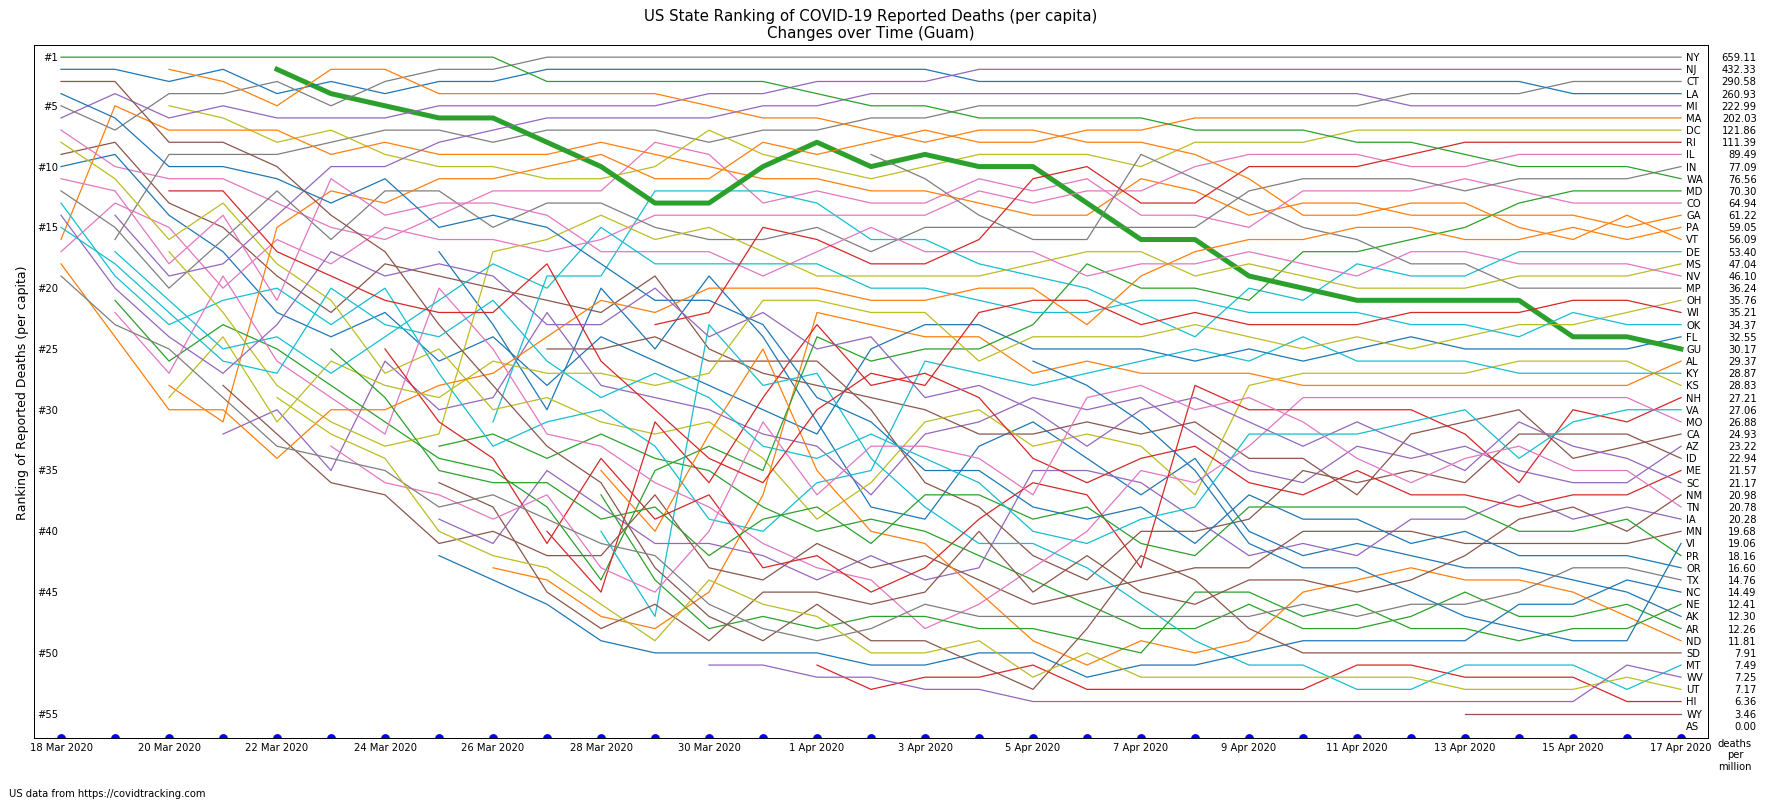 US State Ranking of COVID-19 Reported Deaths (per capita)
Changes over Time (Guam)
Ranking of Reported Deaths (per capita)
#1
#5
#10
#15
#20
#25
#30
#35
#40
#45
#50
#55
NY 659.11
NJ 432.33
CT 290.58
LA 260.93
MI 222.99
MA 202.03
DC 121.86
RI 111.39
IL 89.49
IN 77.09
WA 76.56
MD 70.30
CO 64.94
GA 61.22
PA 59.05
VT 56.09
DE 53.40
MS 47.04
NV 46.10
MP 36.24
OH 35.76
WI 35.21
OK 34.37
FL 32.55
GU 30.17
AL 29.37
KY 28.87
KS 28.83
NH 27.21
VA 27.06
MO 26.88
CA 24.93
AZ 23.22
ID 22.94
ME 21.57
SC 21.17
NM 20.98
TN 20.78
IA 20.28
MN 19.68
VI 19.06
PR 18.16
OR 16.60
TX 14.76
NC 14.49
NE 12.41
AK 12.30
AR 12.26
ND 11.81
SD 7.91
MT 7.49
WV 7.25
UT 7.17
HI 6.36
WY 3.46
AS 0.00
18 Mar 2020 20 Mar 2020 22 Mar 2020 24 Mar 2020 26 Mar 2020 28 Mar 2020 30 Mar 2020 1 Apr 2020 3 Apr 2020 5 Apr 2020 7 Apr 2020 9 Apr 2020 11 Apr 2020 13 Apr 2020 15 Apr 2020 17 Apr 2020
deaths
per
million
US data from https://covidtracking.com